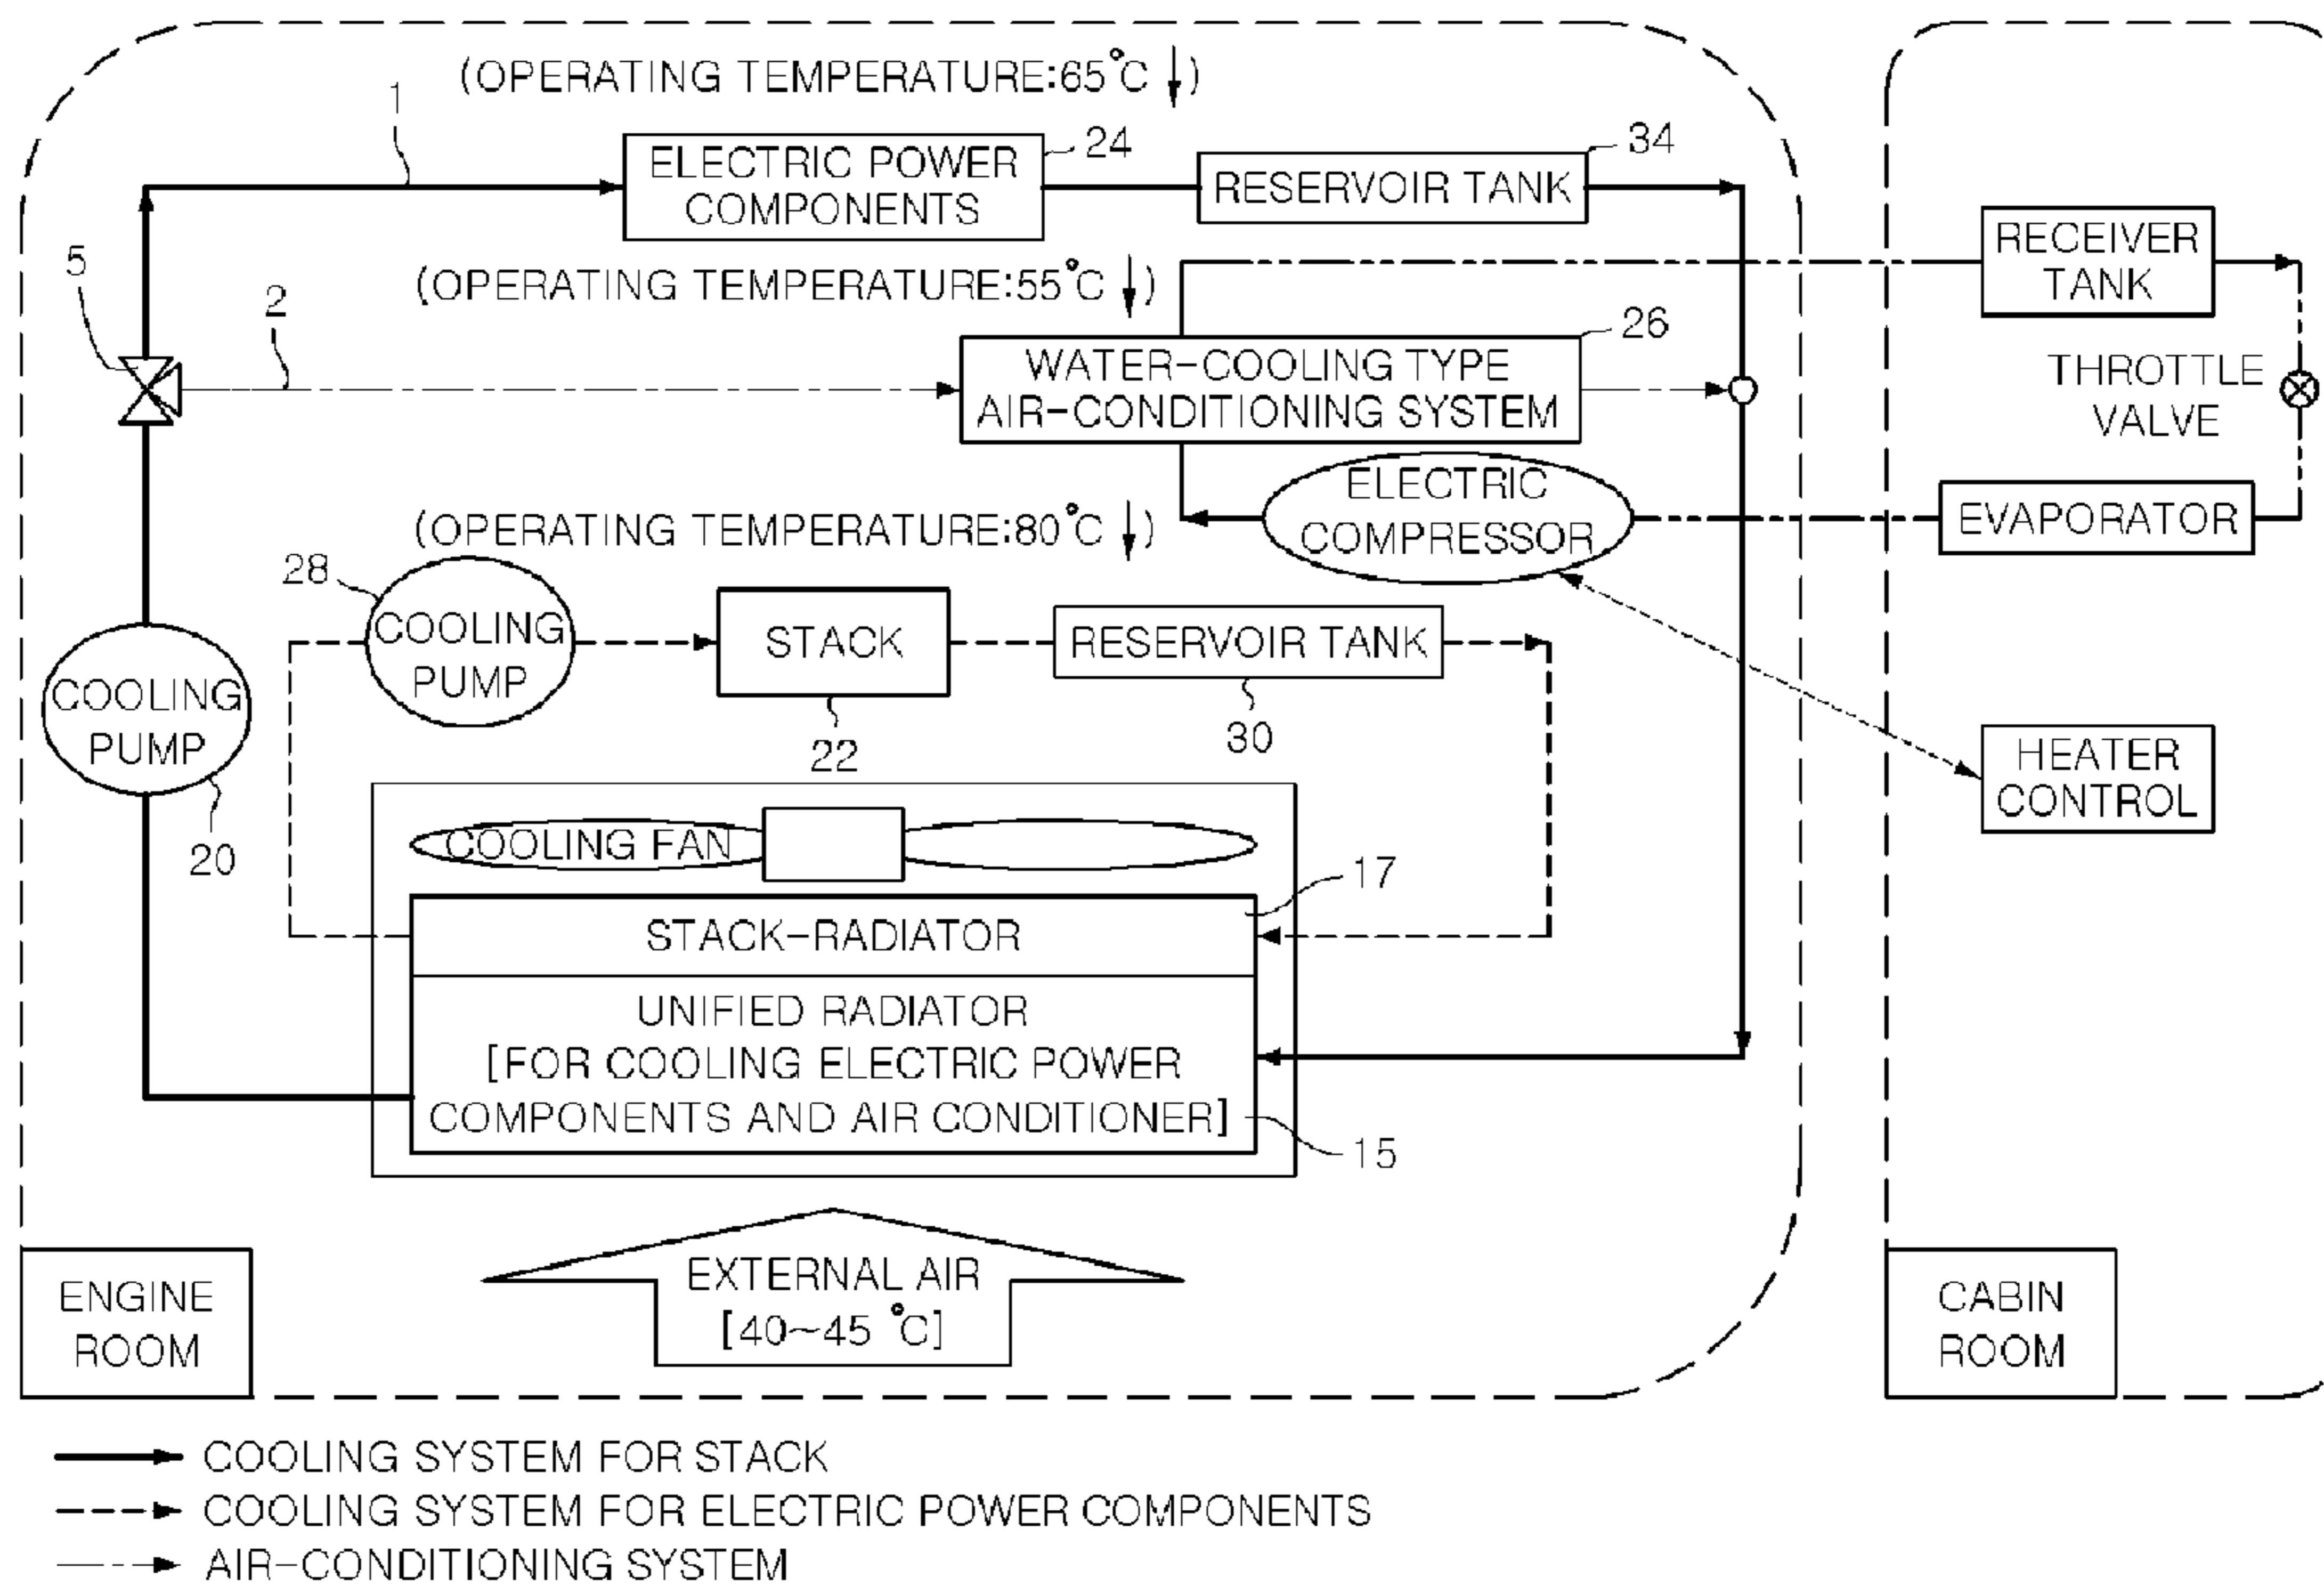 (OPERATING TEMPERATURE:65°C ↓)
1
ELECTRIC POWER
COMPONENTS
24
RESERVOIR TANK
34
5
2
(OPERATING TEMPERATURE:55°C ↓)
WATER-COOLING TYPE
AIR-CONDITIONING SYSTEM
26
RECEIVER
TANK
THROTTLE
VALVE
ELECTRIC
COMPRESSOR
EVAPORATOR
(OPERATING TEMPERATURE:80°C ↓)
28
COOLING
PUMP
STACK
22
RESERVOIR TANK
30
COOLING
PUMP
20
HEATER
CONTROL
COOLING FAN
17
STACK-RADIATOR
UNIFIED RADIATOR
[FOR COOLING ELECTRIC POWER
COMPONENTS AND AIR CONDITIONER]
15
EXTERNAL AIR
[40~45 °C]
ENGINE
ROOM
CABIN
ROOM
COOLING SYSTEM FOR STACK
COOLING SYSTEM FOR ELECTRIC POWER COMPONENTS
AIR-CONDITIONING SYSTEM